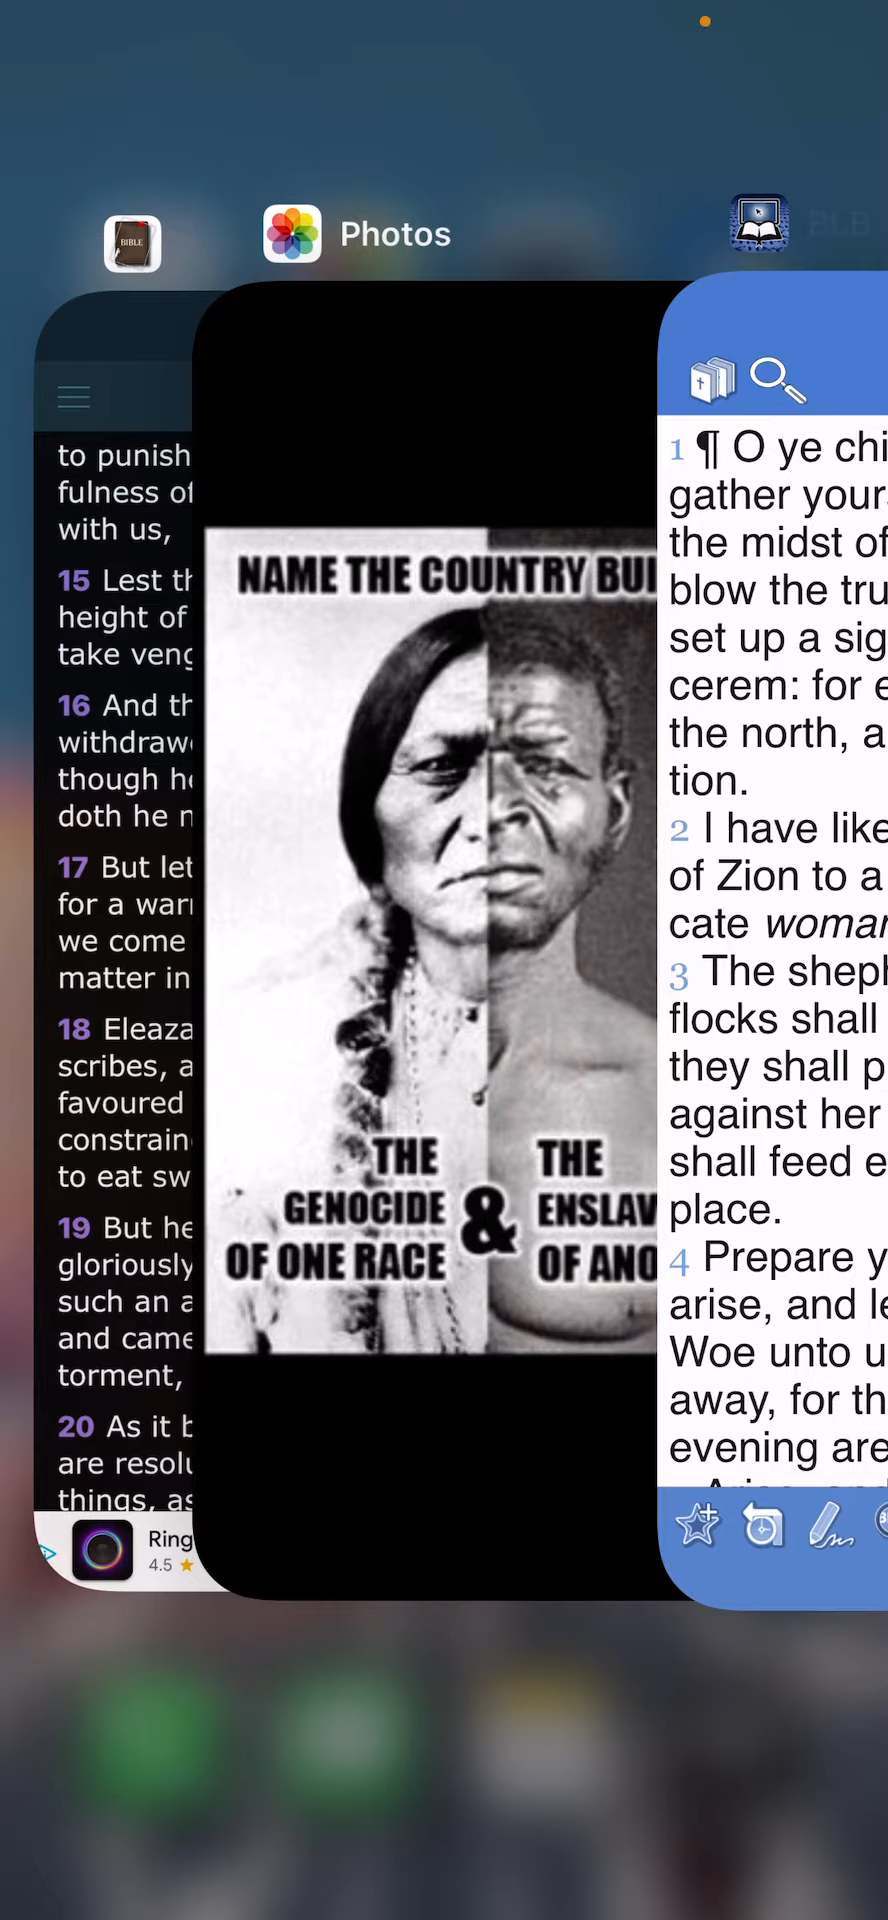 BIBLE
Photos
BLB
to punish
fulness of
with us,
15 Lest th
height of
take veng
16 And th
withdraw
though he
doth he
17 But let
for a warn
we come
matter in
18 Eleaza
scribes, a
favoured
constrain
to eat sw
19 But he
gloriously
such an a
and came
torment,
20 As it b
are resolu
things, as
Ring
4.5 ★
NAME THE COUNTRY BUI
THE
GENOCIDE
OF ONE RACE
&
THE
ENSLAV
OF ANO
1 ¶ O ye chi
gather your
the midst of
blow the tru
set up a sig
cerem: for e
the north, a
tion.
2 I have like
of Zion to a
cate woman
3 The sheph
flocks shall
they shall p
against her
shall feed e
place.
4 Prepare y
arise, and le
Woe unto u
away, for th
evening are